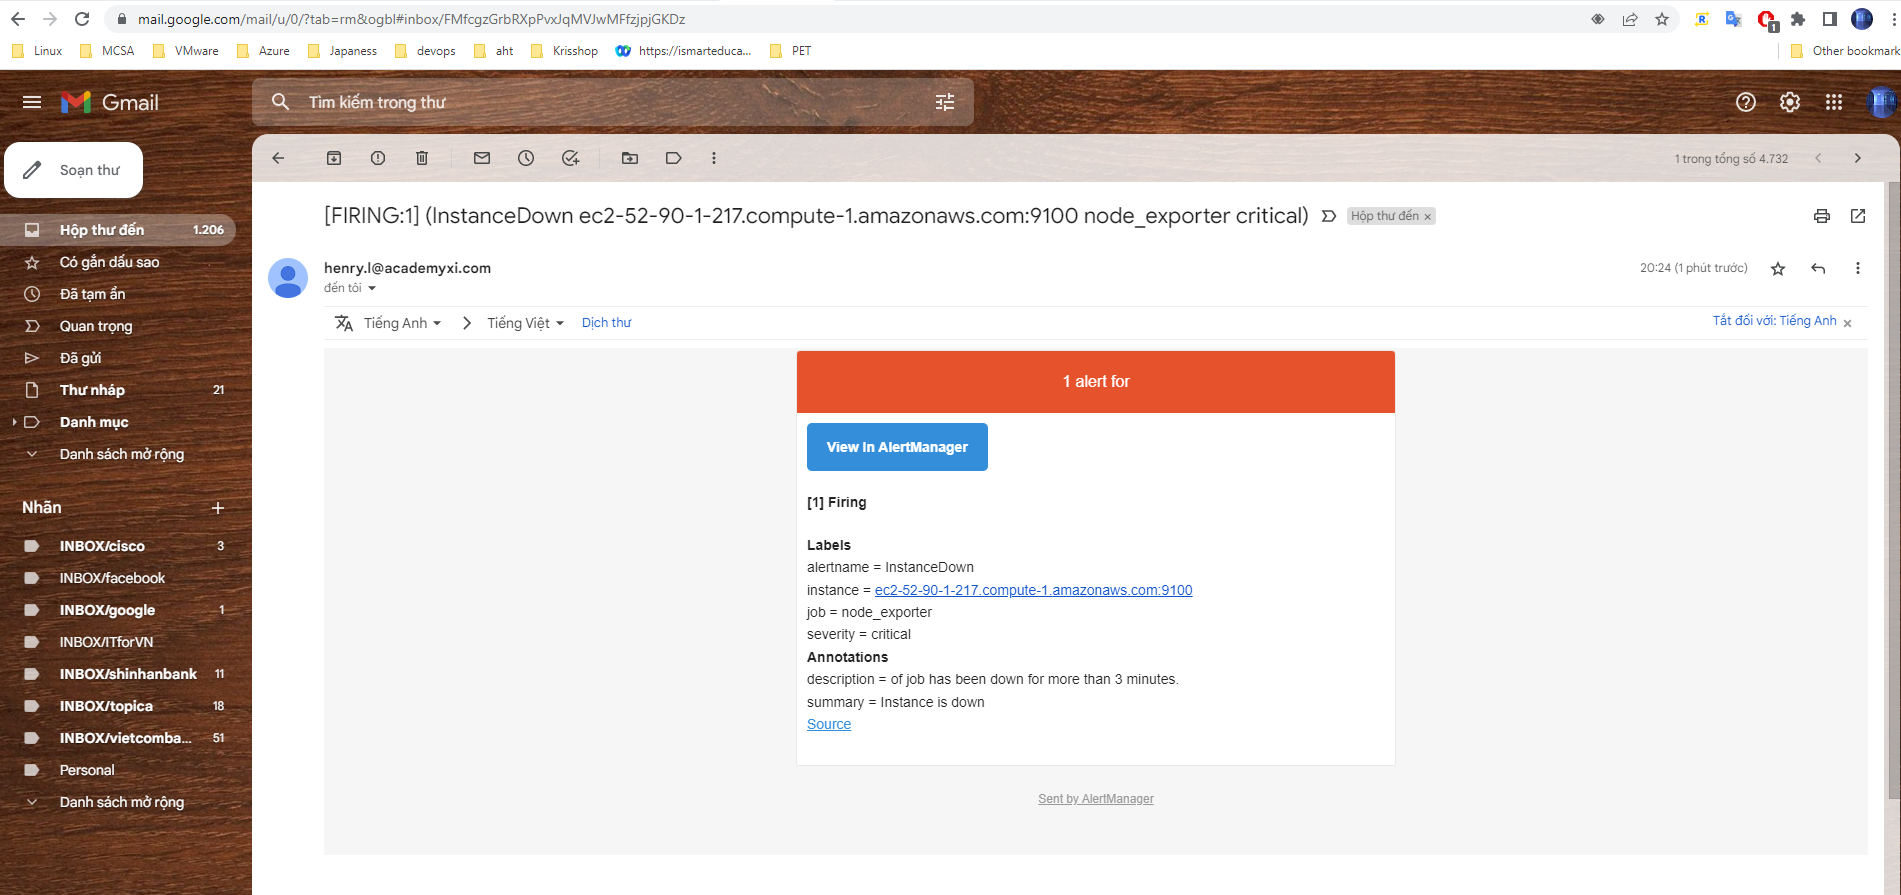 mail.google.com/mail/u/0/?tab=rm&ogbl#inbox/FMfcgzGrbRXpPvxJqMVJwMFfzjpjGKDz
Linux MCSA VMware Azure Japaness devops aht Krisshop https://ismarteduca... PET Other bookmark
Gmail
Tìm kiếm trong thư
Soạn thư
1 trong tổng số 4.732
Hộp thư đến 1.206
Có gắn dấu sao
Đã tạm ẩn
Quan trọng
Đã gửi
Thư nháp 21
Danh mục
Danh sách mở rộng
Nhãn
INBOX/cisco 3
INBOX/facebook
INBOX/google 1
INBOX/ITforVN
INBOX/shinhanbank 11
INBOX/topica 18
INBOX/vietcomba... 51
Personal
Danh sách mở rộng
[FIRING:1] (InstanceDown ec2-52-90-1-217.compute-1.amazonaws.com:9100 node_exporter critical) Hộp thư đến ×
henry.l@academyxi.com 20:24 (1 phút trước)
đến tôi
Tiếng Anh Tiếng Việt Dịch thư Tắt đối với: Tiếng Anh ×
1 alert for
View in AlertManager
[1] Firing
Labels
alertname = InstanceDown
instance = ec2-52-90-1-217.compute-1.amazonaws.com:9100
job = node_exporter
severity = critical
Annotations
description = of job has been down for more than 3 minutes.
summary = Instance is down
Source
Sent by AlertManager